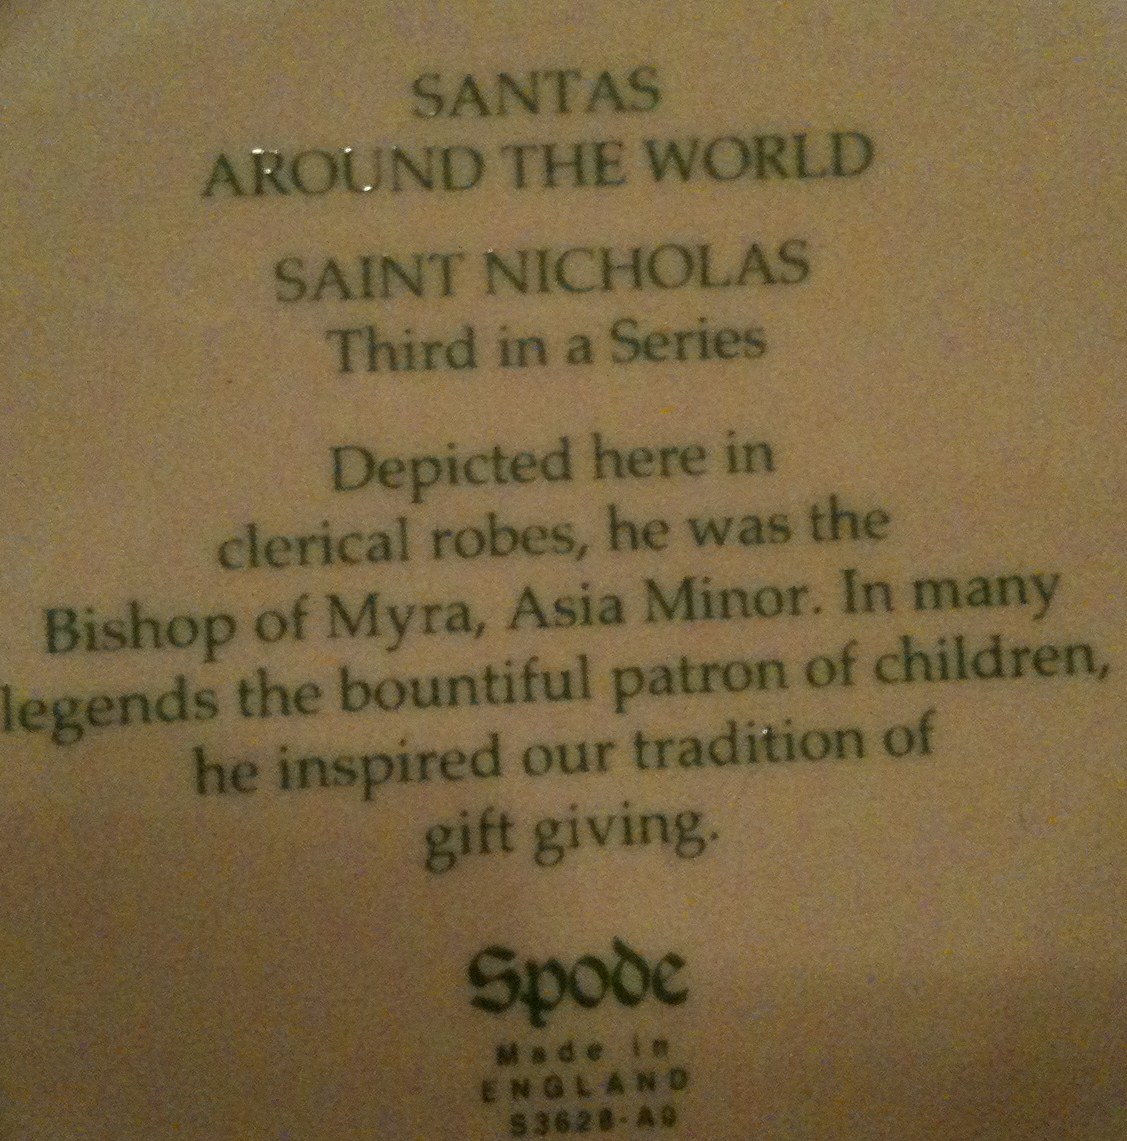 SANTAS
AROUND THE WORLD
SAINT NICHOLAS
Third in a Series
Depicted here in
clerical robes, he was the
Bishop of Myra, Asia Minor. In many
legends the bountiful patron of children,
he inspired our tradition of
gift giving.
Spode
Made in
ENGLAND
S3628-A9